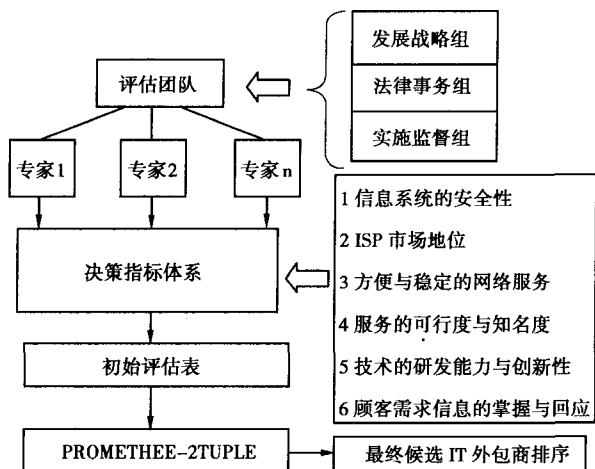 发展战略组
评估团队
法律事务组
实施监督组
专家1
专家2
专家n
1 信息系统的安全性
2 ISP 市场地位
决策指标体系
3 方便与稳定的网络服务
4 服务的可行度与知名度
初始评估表
5 技术的研发能力与创新性
6 顾客需求信息的掌握与回应
PROMETHEE-2TUPLE
最终候选 IT 外包商排序